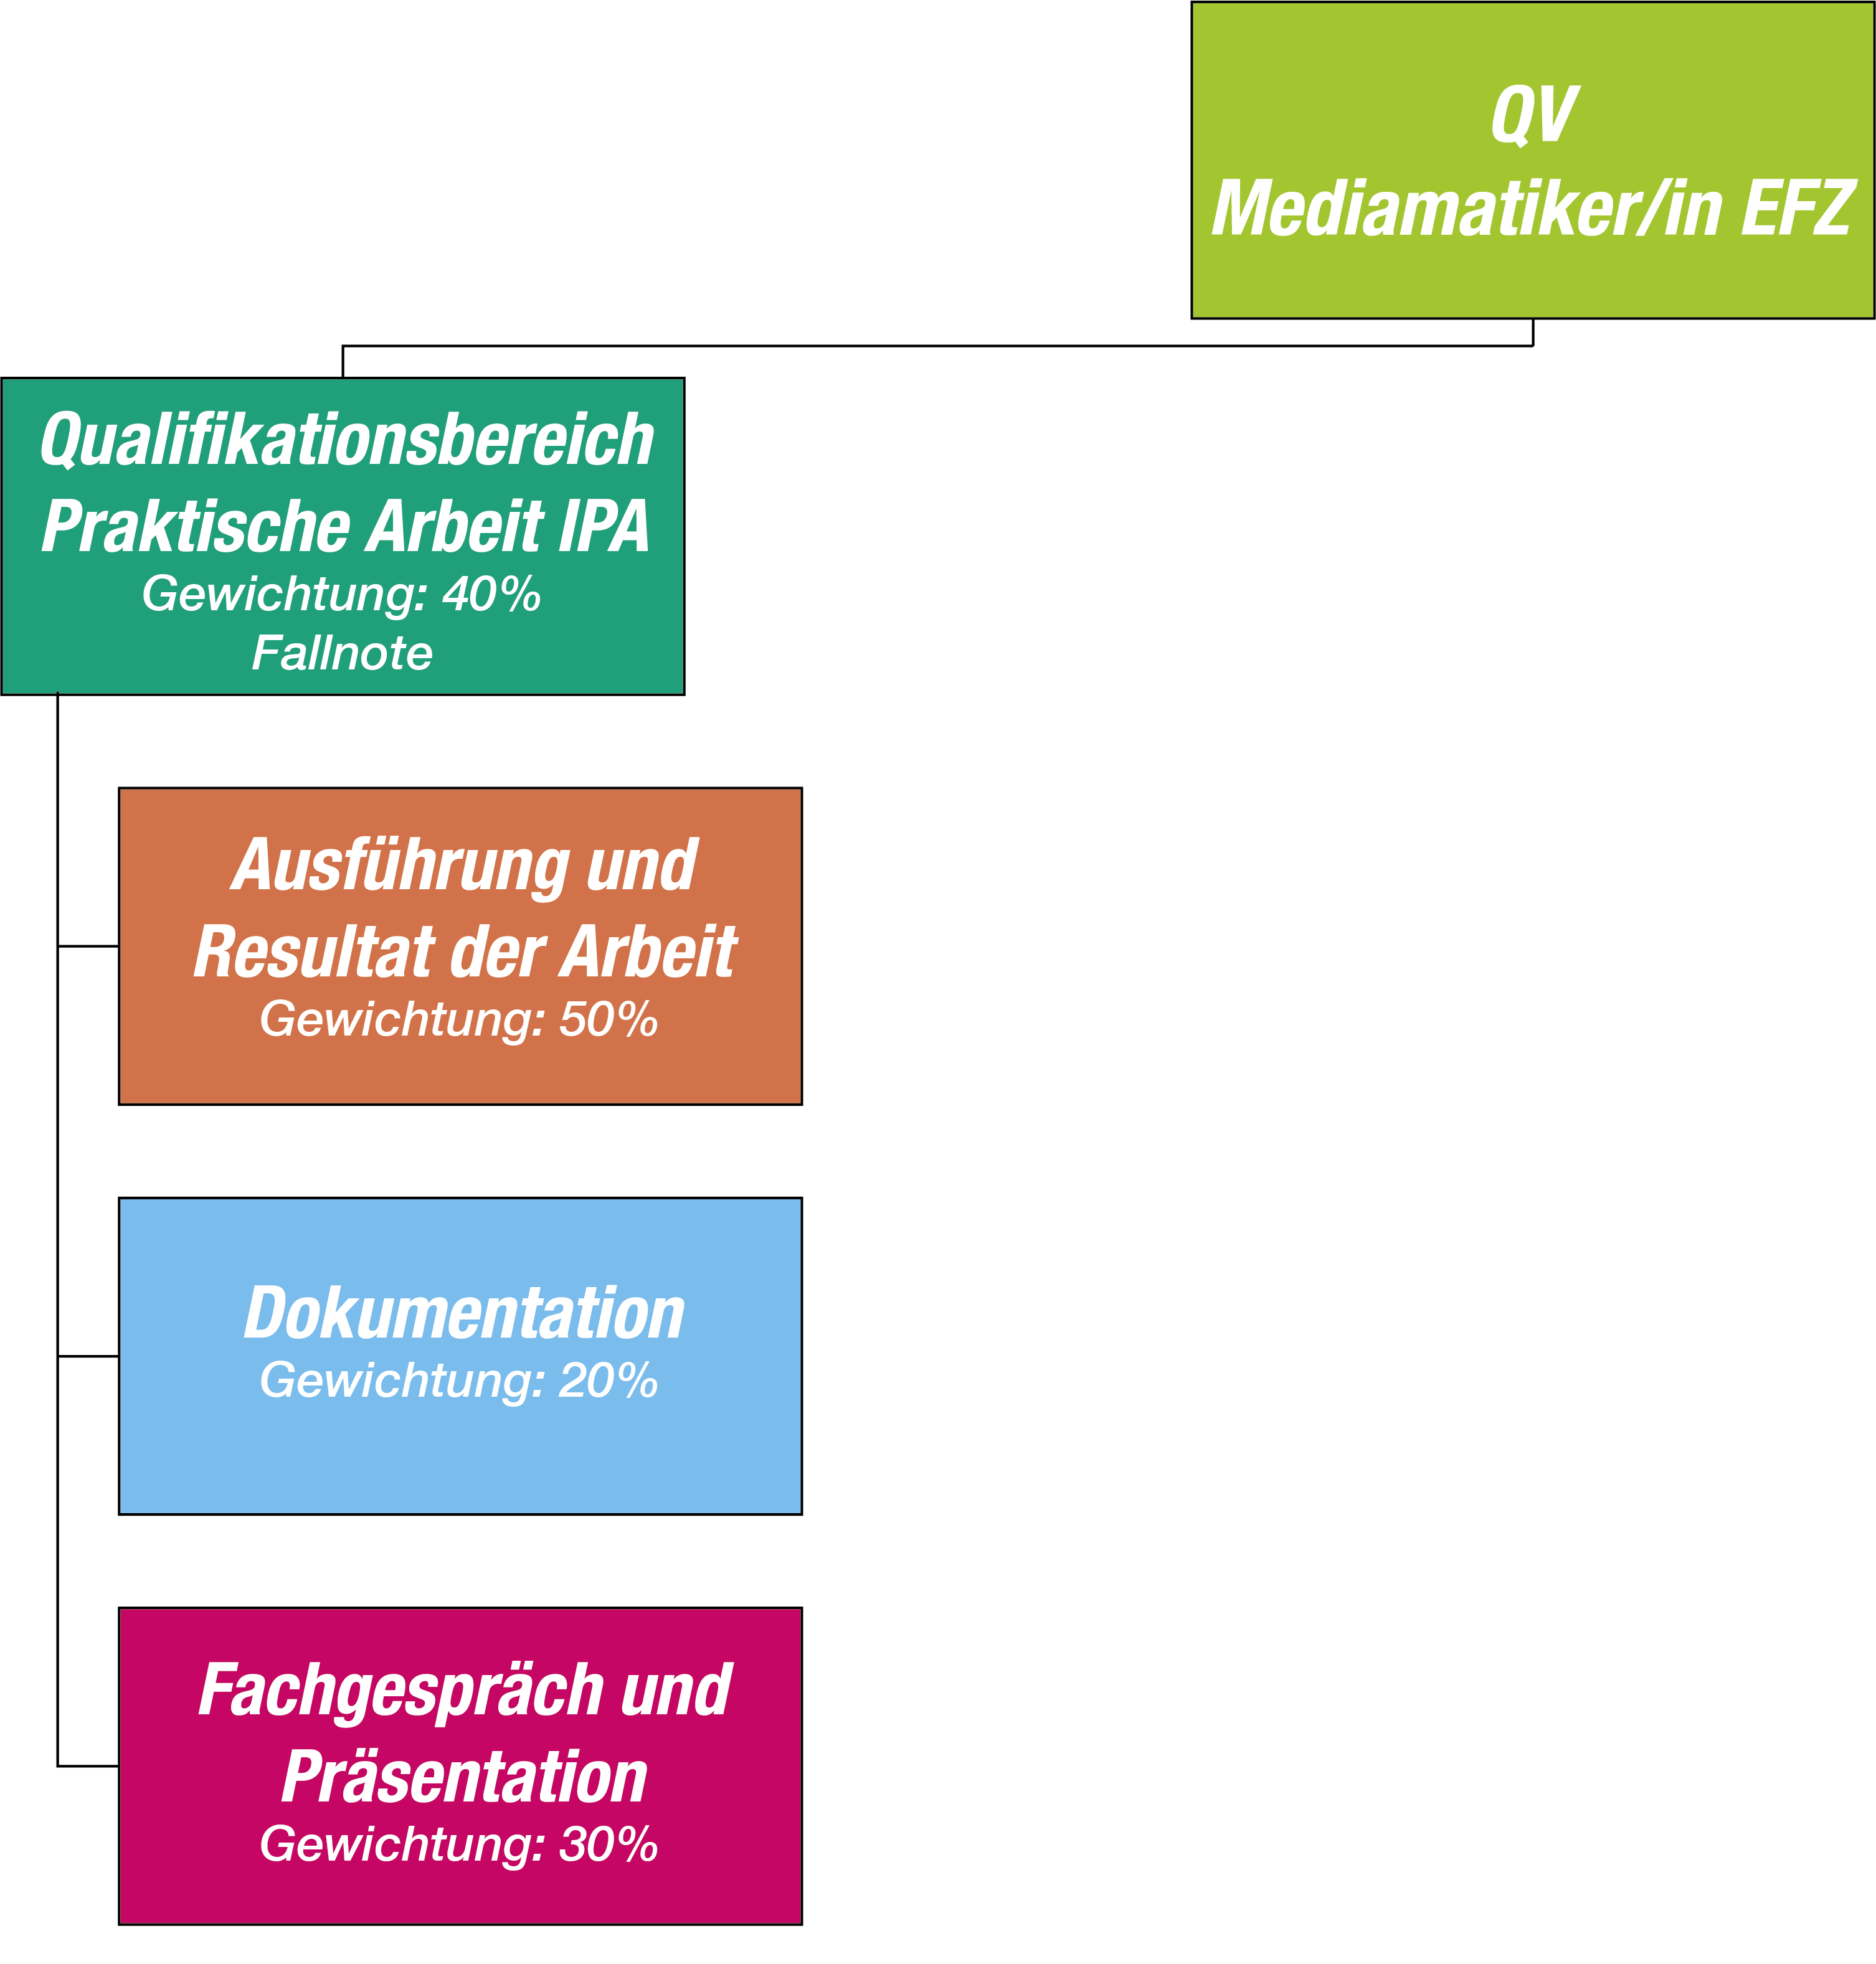 QV
Mediamatiker/in EFZ
Qualifikationsbereich
Praktische Arbeit IPA
Gewichtung: 40%
Fallnote
Ausführung und
Resultat der Arbeit
Gewichtung: 50%
Dokumentation
Gewichtung: 20%
Fachgespräch und
Präsentation
Gewichtung: 30%